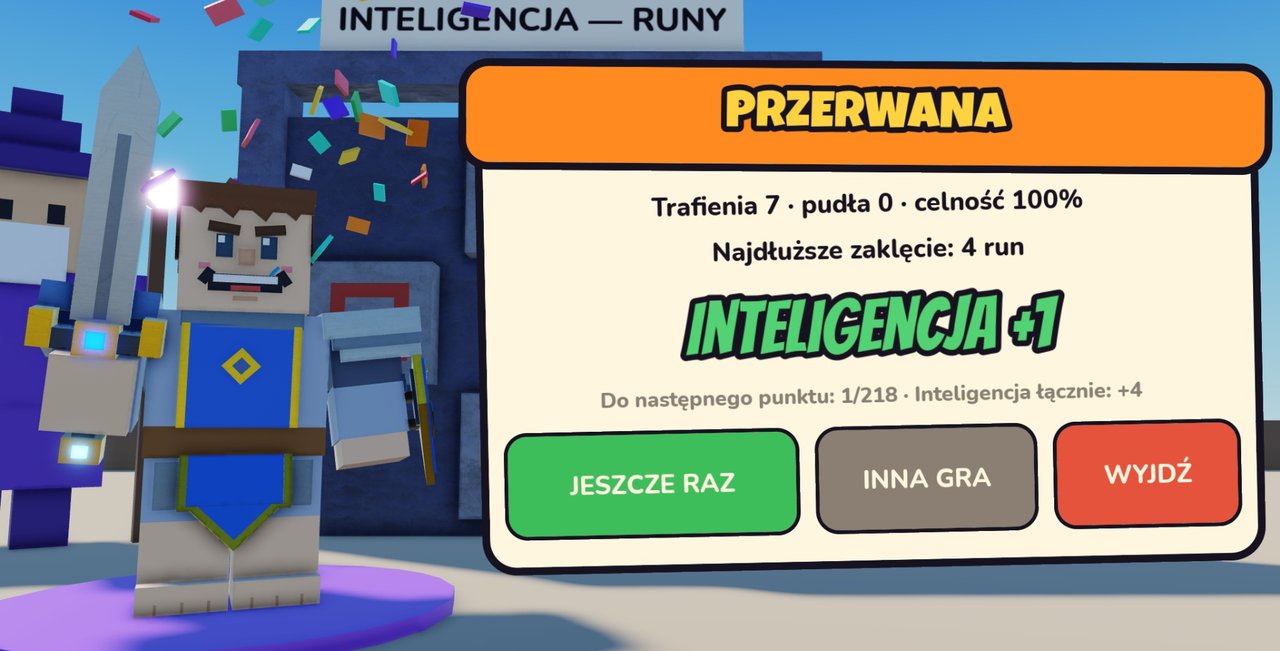 INTELIGENCJA — RUNY
PRZERWANA
Trafienia 7 · pudła 0 · celność 100%
Najdłuższe zaklęcie: 4 run
INTELIGENCJA +1
Do następnego punktu: 1/218 · Inteligencja łącznie: +4
JESZCZE RAZ
INNA GRA
WYJDŹ